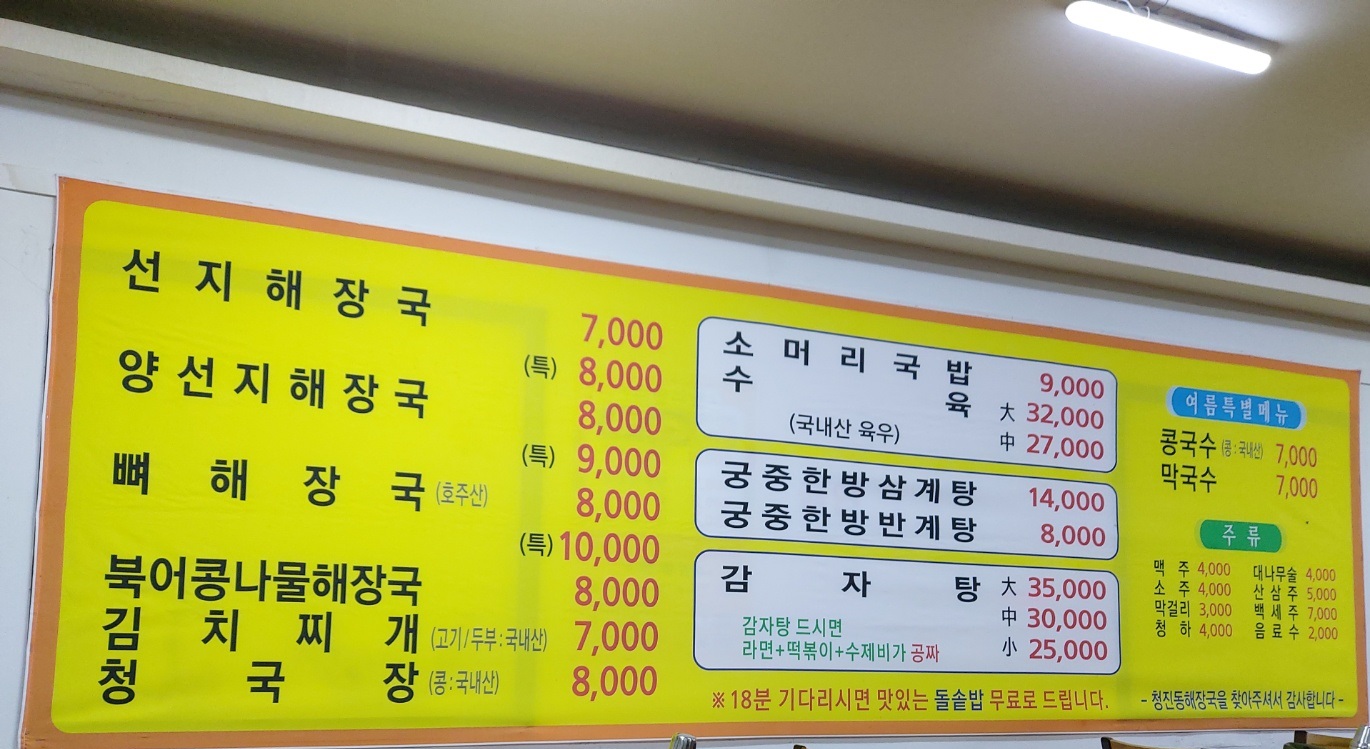 선지해장국 7,000
(특) 8,000
양선지해장국 8,000
(특) 9,000
뼈해장국 (호주산) 8,000
(특) 10,000
북어콩나물해장국 8,000
김치찌개 (고기/두부:국내산) 7,000
청국장 (콩:국내산) 8,000
소머리국밥 9,000
수육 大 32,000
(국내산 육우) 中 27,000
궁중한방삼계탕 14,000
궁중한방반계탕 8,000
감자탕 大 35,000
中 30,000
小 25,000
감자탕 드시면
라면+떡볶이+수제비가 공짜
※18분 기다리시면 맛있는 돌솥밥 무료로 드립니다.
여름특별메뉴
콩국수 (콩:국내산) 7,000
막국수 7,000
주류
맥주 4,000 대나무술 4,000
소주 4,000 산삼주 5,000
막걸리 3,000 백세주 7,000
청하 4,000 음료수 2,000
- 청진동해장국을 찾아주셔서 감사합니다 -